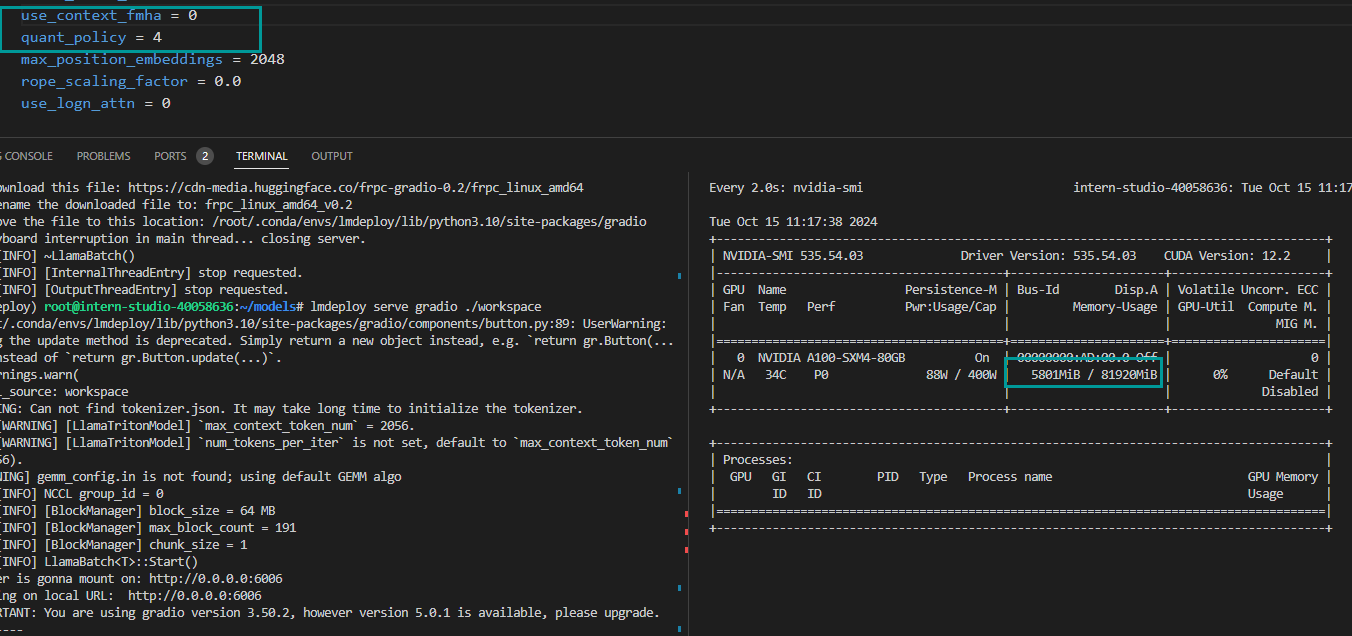 use_context_fmha = 0
quant_policy = 4
max_position_embeddings = 2048
rope_scaling_factor = 0.0
use_logn_attn = 0
CONSOLE PROBLEMS PORTS 2 TERMINAL OUTPUT
ownload this file: https://cdn-media.huggingface.co/frpc-gradio-0.2/frpc_linux_amd64
ename the downloaded file to: frpc_linux_amd64_v0.2
ove the file to this location: /root/.conda/envs/lmdeploy/lib/python3.10/site-packages/gradio
yboard interruption in main thread... closing server.
[INFO] ~LlamaBatch()
[INFO] [InternalThreadEntry] stop requested.
[INFO] [OutputThreadEntry] stop requested.
eploy) root@intern-studio-40058636:~/models# lmdeploy serve gradio ./workspace
t/.conda/envs/lmdeploy/lib/python3.10/site-packages/gradio/components/button.py:89: UserWarning:
g the update method is deprecated. Simply return a new object instead, e.g. `return gr.Button(...
nstead of `return gr.Button.update(...)`.
rnings.warn(
l_source: workspace
ING: Can not find tokenizer.json. It may take long time to initialize the tokenizer.
[WARNING] [LlamaTritonModel] `max_context_token_num` = 2056.
[WARNING] [LlamaTritonModel] `num_tokens_per_iter` is not set, default to `max_context_token_num`
56).
NING] gemm_config.in is not found; using default GEMM algo
[INFO] NCCL group_id = 0
[INFO] [BlockManager] block_size = 64 MB
[INFO] [BlockManager] max_block_count = 191
[INFO] [BlockManager] chunk_size = 1
[INFO] LlamaBatch<T>::Start()
er is gonna mount on: http://0.0.0.0:6006
ing on local URL:  http://0.0.0.0:6006
RTANT: You are using gradio version 3.50.2, however version 5.0.1 is available, please upgrade.
----
Every 2.0s: nvidia-smi intern-studio-40058636: Tue Oct 15 11:17
Tue Oct 15 11:17:38 2024
NVIDIA-SMI 535.54.03 Driver Version: 535.54.03 CUDA Version: 12.2
GPU Name Persistence-M | Bus-Id Disp.A | Volatile Uncorr. ECC
Fan Temp Perf Pwr:Usage/Cap | Memory-Usage | GPU-Util Compute M.
MIG M.
0 NVIDIA A100-SXM4-80GB On | 00000000:AD:00.0 Off | 0
N/A 34C P0 88W / 400W | 5801MiB / 81920MiB | 0% Default
Disabled
Processes:
GPU GI CI PID Type Process name GPU Memory
ID ID Usage